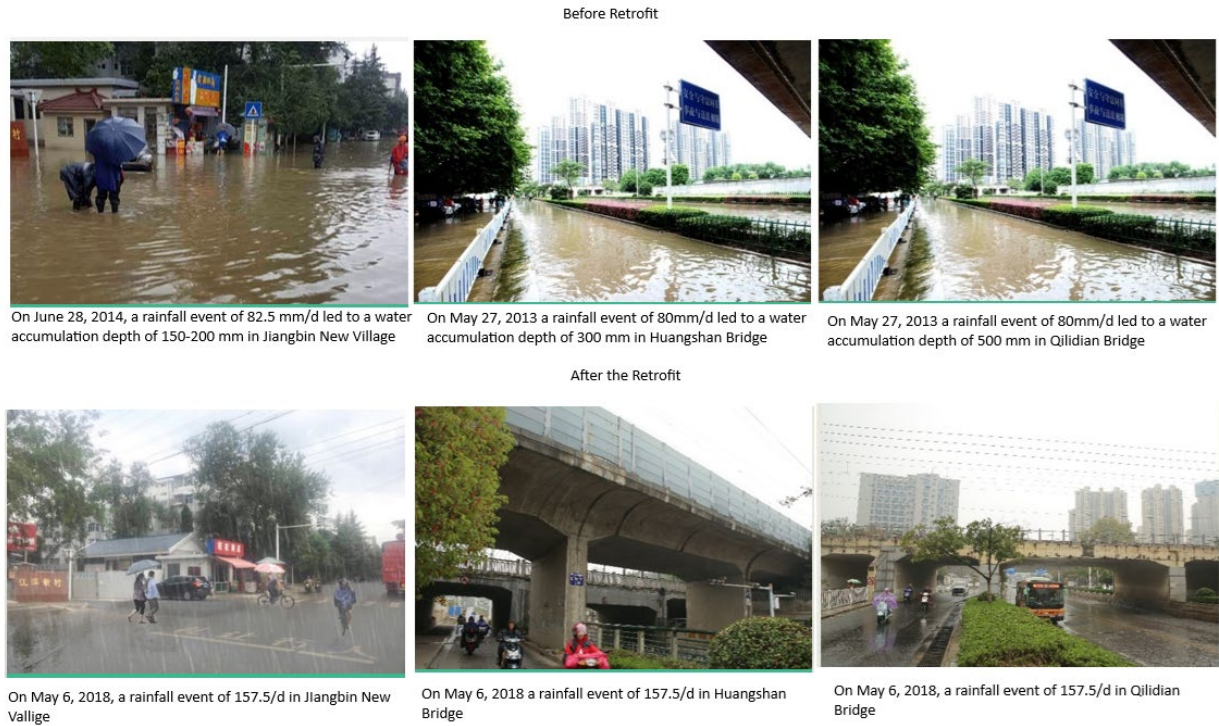 Before Retrofit
On June 28, 2014, a rainfall event of 82.5 mm/d led to a water
accumulation depth of 150-200 mm in Jiangbin New Village
On May 27, 2013 a rainfall event of 80mm/d led to a water
accumulation depth of 300 mm in Huangshan Bridge
On May 27, 2013 a rainfall event of 80mm/d led to a water
accumulation depth of 500 mm in Qilidian Bridge
After the Retrofit
On May 6, 2018, a rainfall event of 157.5/d in JIangbin New
Vallige
On May 6, 2018 a rainfall event of 157.5/d in Huangshan
Bridge
On May 6, 2018, a rainfall event of 157.5/d in Qilidian
Bridge